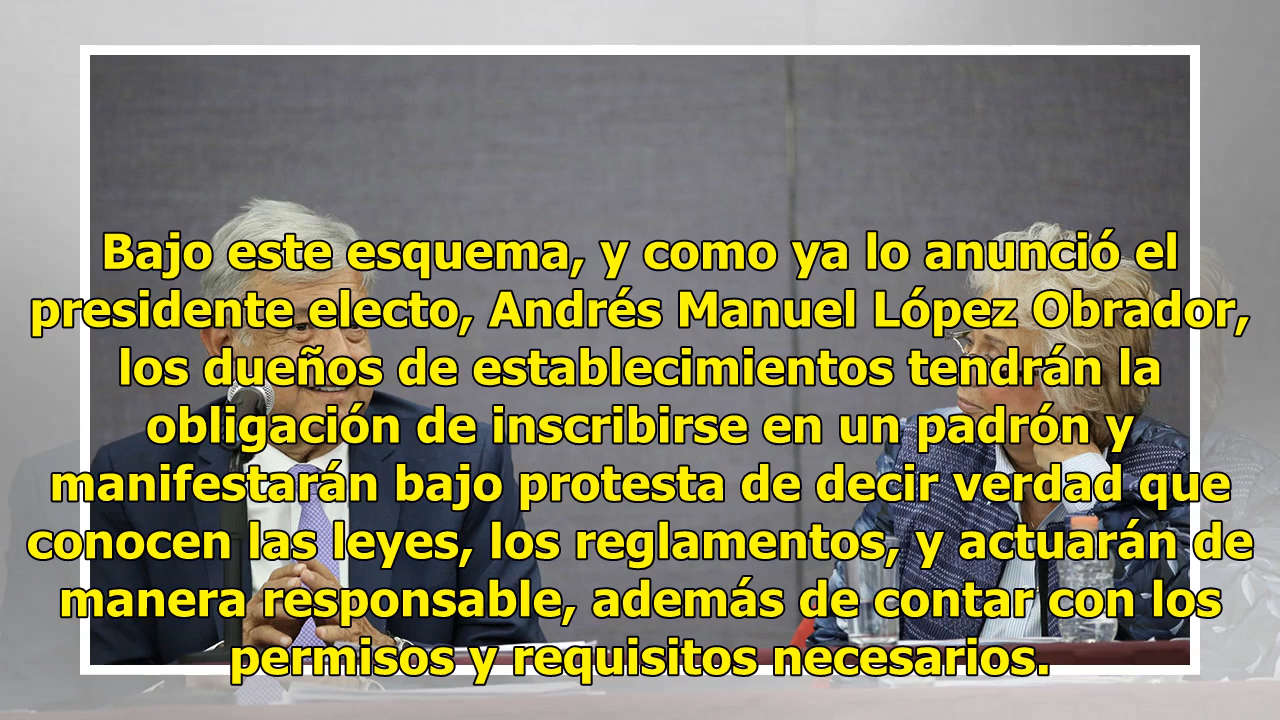 Bajo este esquema, y como ya lo anunció el
presidente electo, Andrés Manuel López Obrador,
los dueños de establecimientos tendrán la
obligación de inscribirse en un padrón y
manifestarán bajo protesta de decir verdad que
conocen las leyes, los reglamentos, y actuarán de
manera responsable, además de contar con los
permisos y requisitos necesarios.